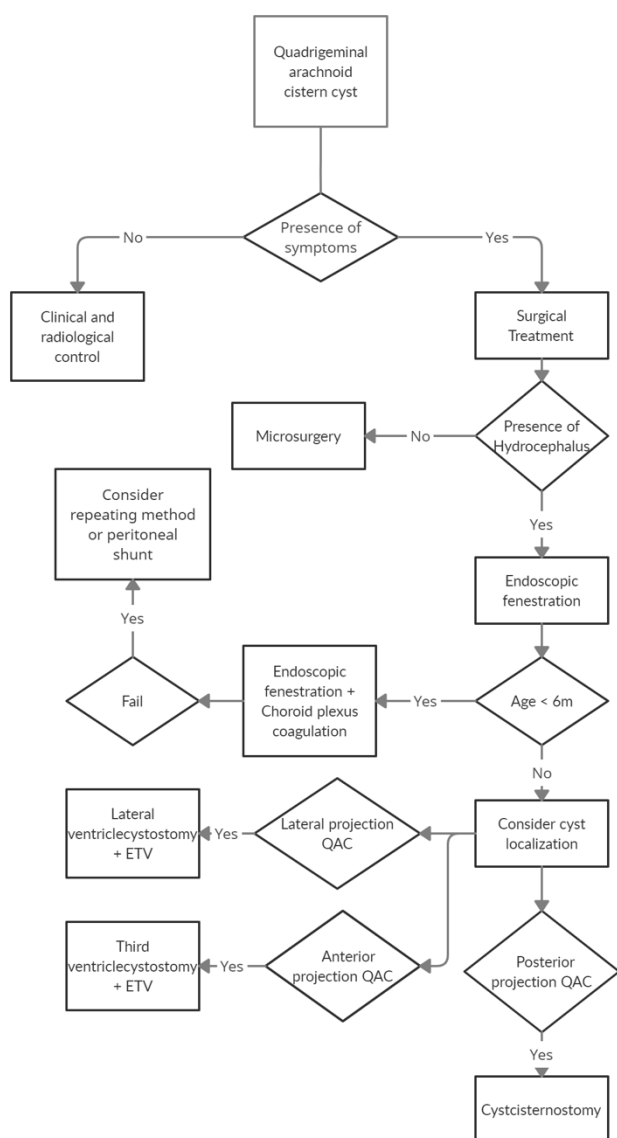 Quadrigeminal
arachnoid
cistern cyst
Presence of
symptoms
No
Yes
Clinical and
radiological
control
Surgical
Treatment
Presence of
Hydrocephalus
No
Microsurgery
Yes
Consider
repeating method
or peritoneal
shunt
Endoscopic
fenestration
Yes
Age < 6m
Yes
Endoscopic
fenestration +
Choroid plexus
coagulation
Fail
No
Consider cyst
localization
Lateral projection
QAC
Yes
Lateral
ventriclecystostomy
+ ETV
Anterior
projection QAC
Yes
Third
ventriclecystostomy
+ ETV
Posterior
projection QAC
Yes
Cystcisternostomy